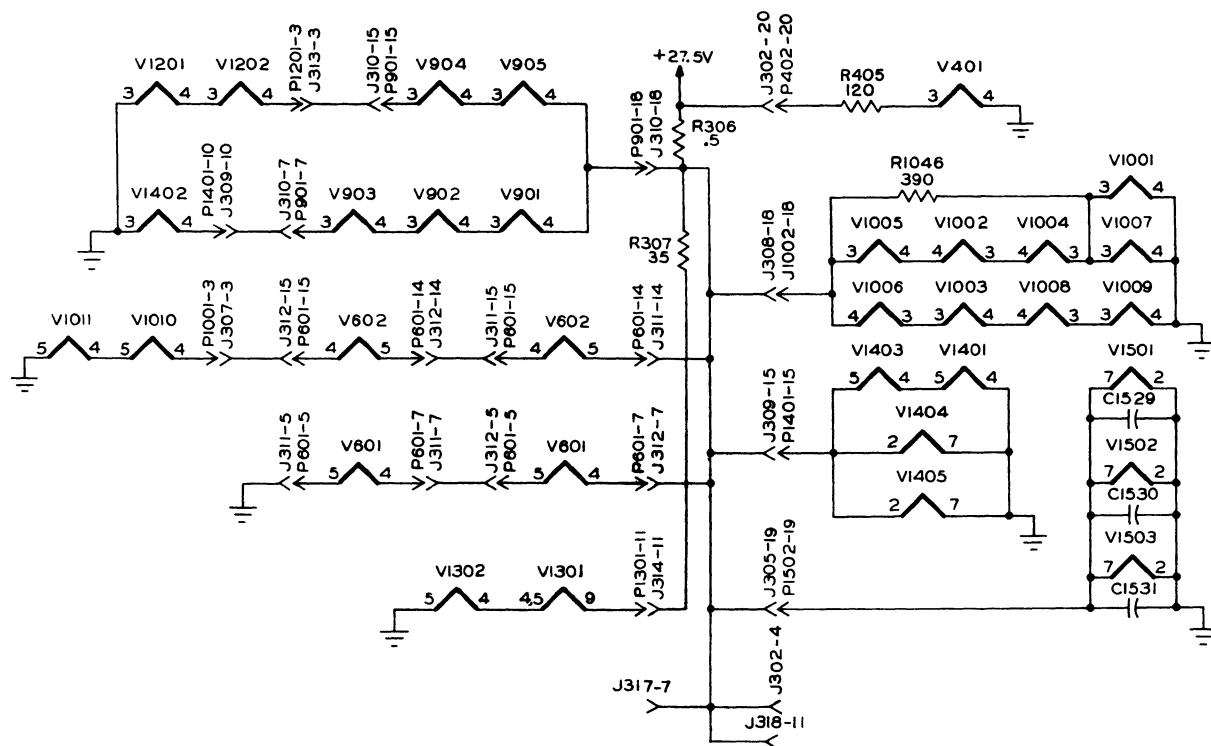 V1201
3 4
V1202
3 4
P1201-3
J313-3
J310-15
P901-15
V904
3 4
V905
3 4
V1402
3 4
P1401-10
J309-10
J310-7
P901-7
V903
3 4
V902
3 4
V901
3 4
P901-18
J310-18
+27.5V
R306
.5
R307
35
J302-20
P402-20
R405
120
V401
3 4
J308-18
J1002-18
R1046
390
V1001
3 4
V1005
3 4
V1002
4 3
V1004
4 3
V1007
3 4
V1006
4 3
V1003
3 4
V1008
4 3
V1009
3 4
V1011
5 4
V1010
5 4
P1001-3
J307-3
J312-15
P601-15
V602
4 5
P601-14
J312-14
J311-15
P601-15
V602
4 5
P601-14
J311-14
J311-5
P601-5
V601
5 4
P601-7
J311-7
J312-5
P601-5
V601
5 4
P601-7
J312-7
J309-15
P1401-15
V1403
5 4
V1401
5 4
V1404
2 7
V1405
2 7
V1501
7 2
C1529
V1502
7 2
C1530
V1503
7 2
C1531
V1302
5 4
V1301
4,5 9
P1301-11
J314-11
J305-19
P1502-19
J317-7
J302-4
J318-11